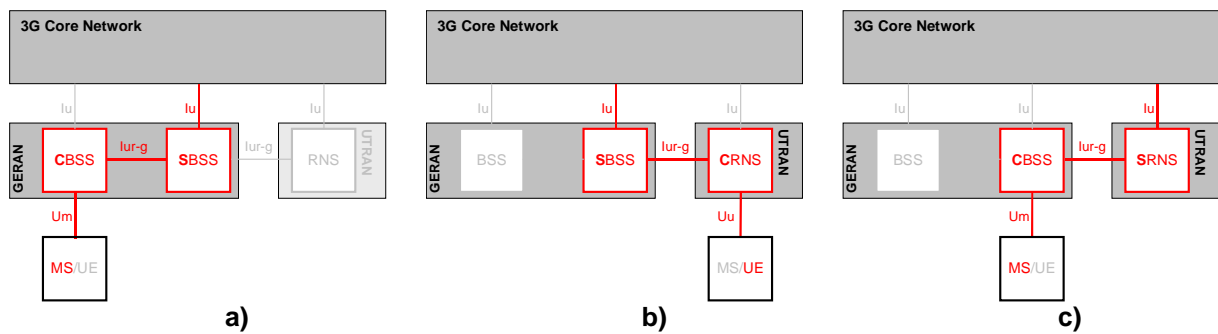 3G Core Network
Iu
Iu
Iu
GERAN
CBSS
Iur-g
SBSS
Iur-g
RNS
UTRAN
Um
MS/UE
a)
3G Core Network
Iu
Iu
Iu
GERAN
BSS
SBSS
Iur-g
CRNS
UTRAN
Uu
MS/UE
b)
3G Core Network
Iu
Iu
Iu
GERAN
BSS
CBSS
Iur-g
SRNS
UTRAN
Um
MS/UE
c)